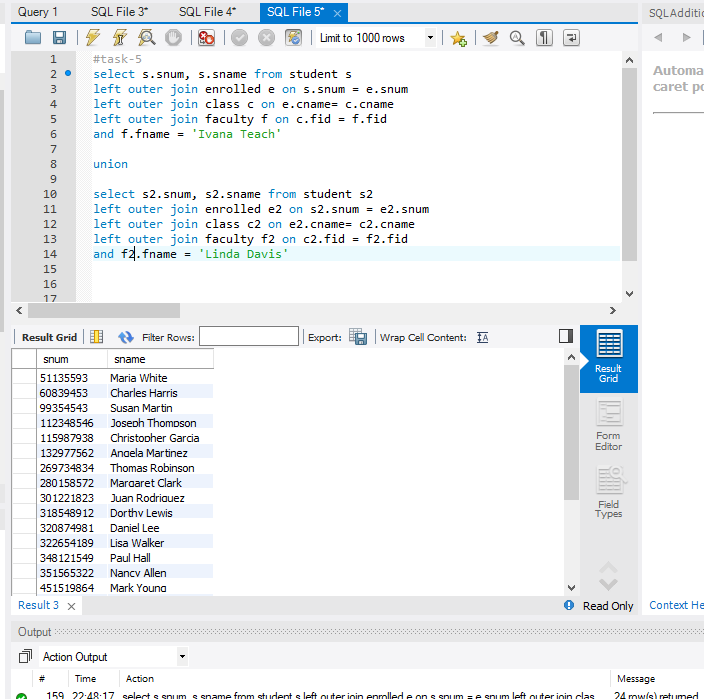 Query 1 SQL File 3* SQL File 4* SQL File 5* SQLAdditio
Limit to 1000 rows
1 #task-5
2 select s.snum, s.sname from student s
3 left outer join enrolled e on s.snum = e.snum
4 left outer join class c on e.cname= c.cname
5 left outer join faculty f on c.fid = f.fid
6 and f.fname = 'Ivana Teach'
7
8 union
9
10 select s2.snum, s2.sname from student s2
11 left outer join enrolled e2 on s2.snum = e2.snum
12 left outer join class c2 on e2.cname= c2.cname
13 left outer join faculty f2 on c2.fid = f2.fid
14 and f2.fname = 'Linda Davis'
15
16
17
Automa
caret po
Result Grid Filter Rows: Export: Wrap Cell Content:
snum sname
51135593 Maria White
60839453 Charles Harris
99354543 Susan Martin
112348546 Joseph Thompson
115987938 Christopher Garcia
132977562 Angela Martinez
269734834 Thomas Robinson
280158572 Margaret Clark
301221823 Juan Rodriguez
318548912 Dorthy Lewis
320874981 Daniel Lee
322654189 Lisa Walker
348121549 Paul Hall
351565322 Nancy Allen
451519864 Mark Young
Result
Grid
Form
Editor
Field
Types
Result 3 Read Only Context He
Output
Action Output
# Time Action Message
159 22:48:17 select s.snum, s.sname from student s left outer join enrolled e on s.snum = e.snum left outer join clas 24 row(s) returned